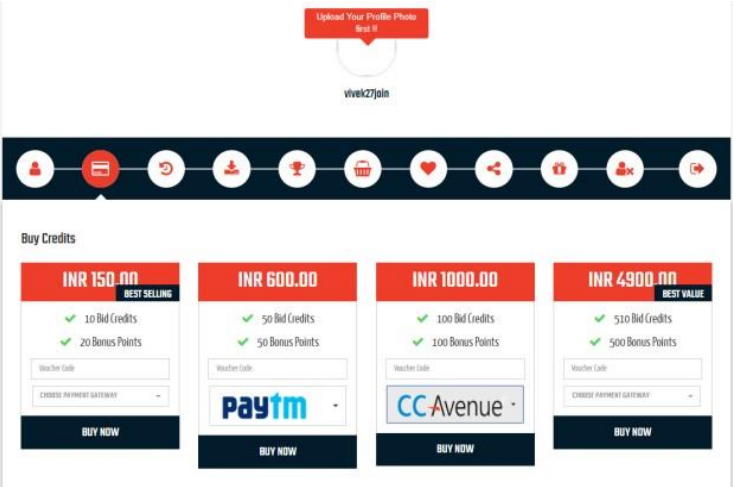 Upload Your Profile Photo
first !!
vivek27join
Buy Credits
INR 150.00
BEST SELLING
10 Bid Credits
20 Bonus Points
Voucher Code
CHOOSE PAYMENT GATEWAY
BUY NOW
INR 600.00
50 Bid Credits
50 Bonus Points
Voucher Code
Paytm
BUY NOW
INR 1000.00
100 Bid Credits
100 Bonus Points
Voucher Code
CCAvenue
BUY NOW
INR 4900.00
BEST VALUE
510 Bid Credits
500 Bonus Points
Voucher Code
CHOOSE PAYMENT GATEWAY
BUY NOW